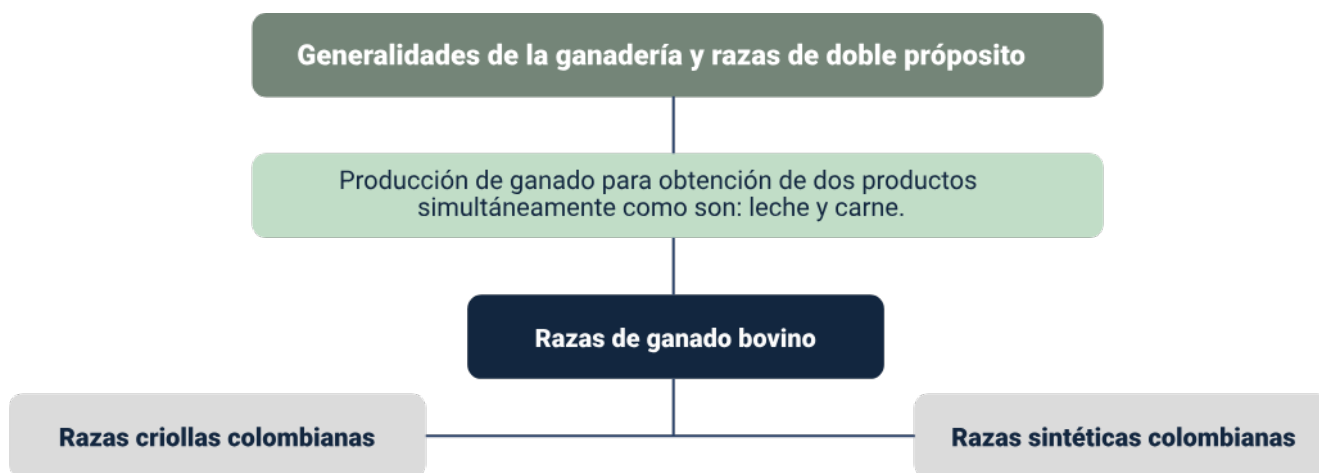 Generalidades de la ganadería y razas de doble próposito
Producción de ganado para obtención de dos productos
simultáneamente como son: leche y carne.
Razas de ganado bovino
Razas criollas colombianas
Razas sintéticas colombianas